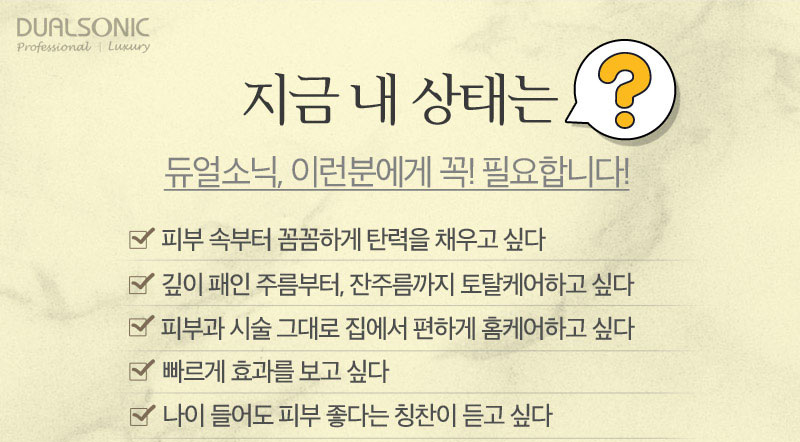 DUALSONIC
Professional | Luxury
지금 내 상태는 ?
듀얼소닉, 이런분에게 꼭! 필요합니다!
피부 속부터 꼼꼼하게 탄력을 채우고 싶다
깊이 패인 주름부터, 잔주름까지 토탈케어하고 싶다
피부과 시술 그대로 집에서 편하게 홈케어하고 싶다
빠르게 효과를 보고 싶다
나이 들어도 피부 좋다는 칭찬이 듣고 싶다